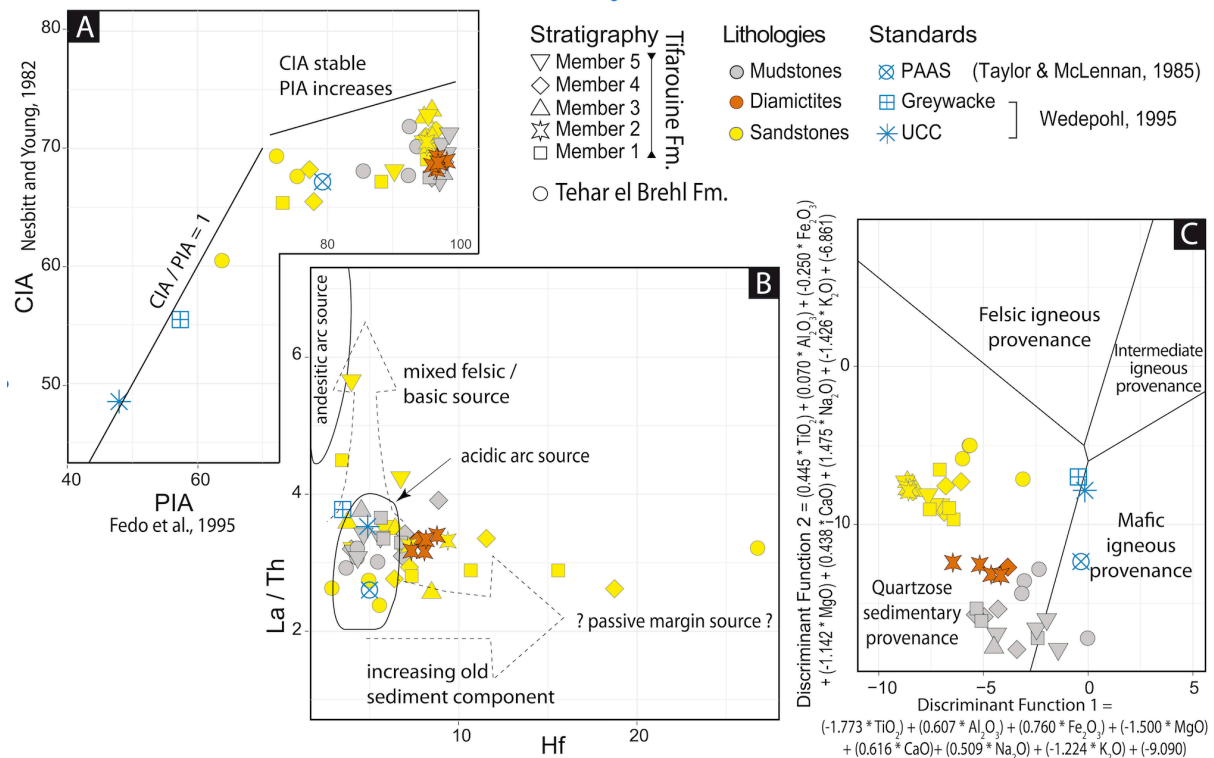 A
80
70
60
50
CIA
Nesbitt and Young, 1982
CIA stable
PIA increases
CIA / PIA = 1
80
100
40
60
PIA
Fedo et al., 1995
Stratigraphy
Member 5
Member 4
Member 3
Member 2
Member 1
Tifarouine Fm.
Tehar el Brehl Fm.
Lithologies
Mudstones
Diamictites
Sandstones
Standards
PAAS (Taylor & McLennan, 1985)
Greywacke
UCC
Wedepohl, 1995
B
andesitic arc source
mixed felsic /
basic source
acidic arc source
? passive margin source ?
increasing old
sediment component
6
4
2
La / Th
10
20
Hf
C
Felsic igneous
provenance
Intermediate
igneous
provenance
Mafic
igneous
provenance
Quartzose
sedimentary
provenance
0
-10
Discriminant Function 2 = (0.445 * TiO₂) + (0.070 * Al₂O₃) + (-0.250 * Fe₂O₃)
+ (-1.142 * MgO) + (0.438 * CaO) + (1.475 * Na₂O) + (-1.426 * K₂O) + (-6.861)
−10
−5
0
5
Discriminant Function 1 =
(-1.773 * TiO₂) + (0.607 * Al₂O₃) + (0.760 * Fe₂O₃) + (-1.500 * MgO)
+ (0.616 * CaO) + (0.509 * Na₂O) + (-1.224 * K₂O) + (-9.090)